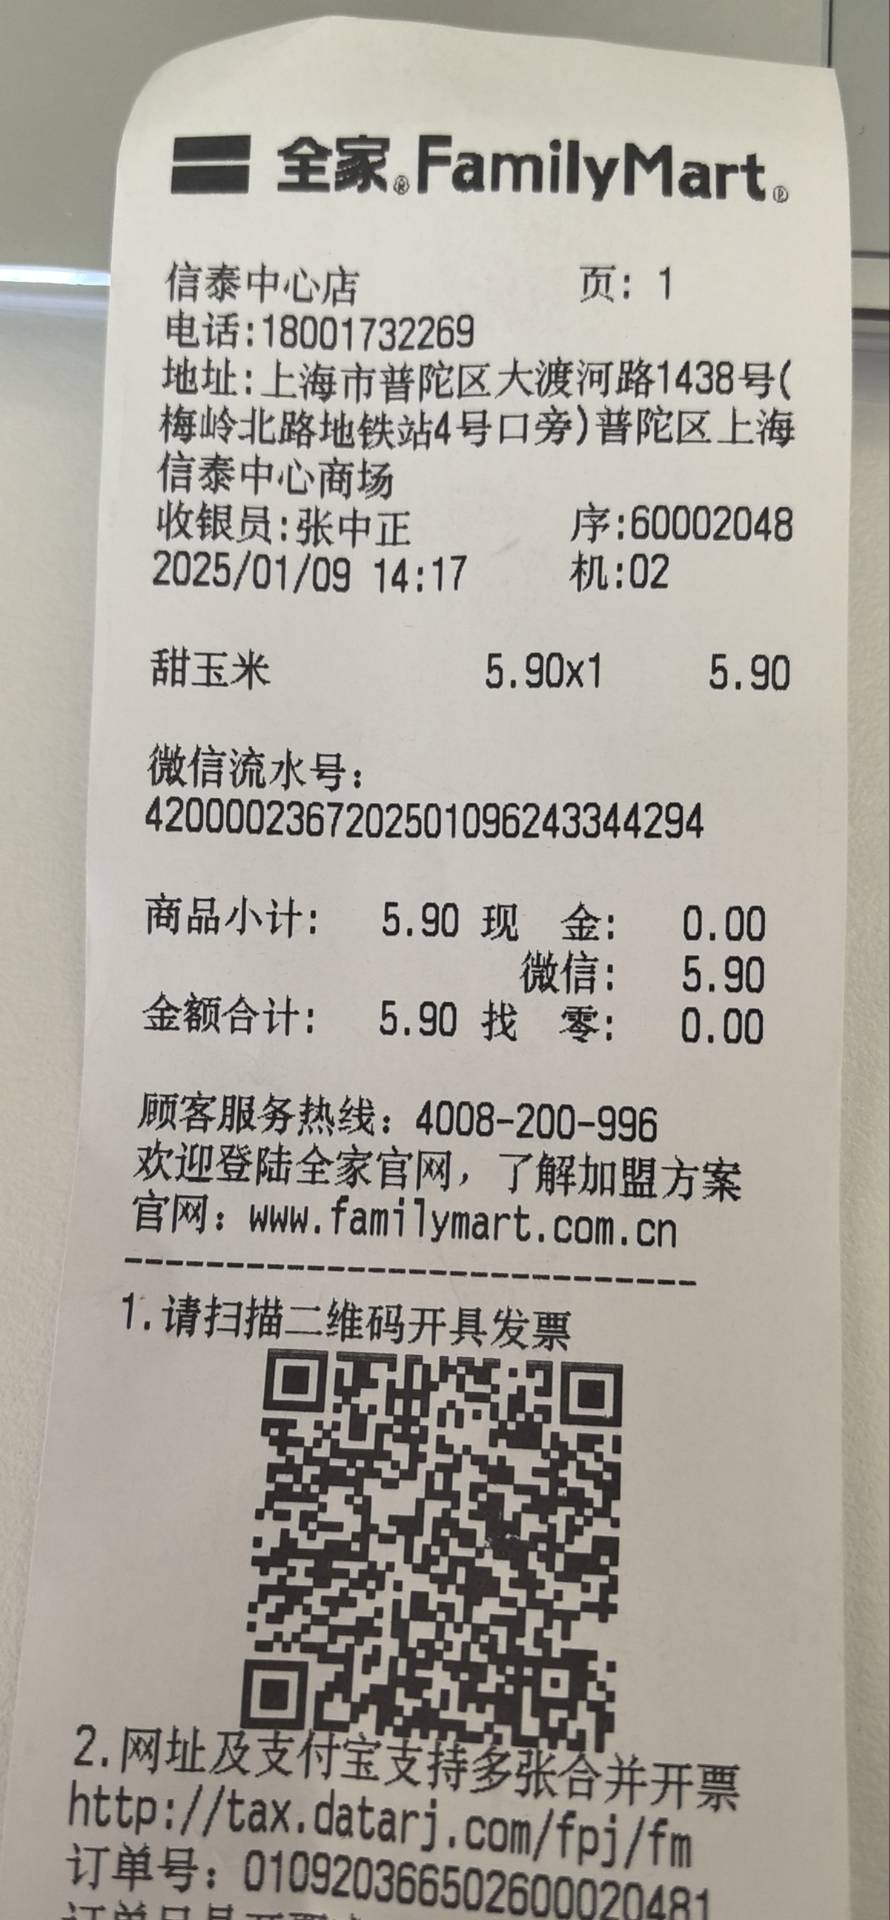 全家®FamilyMart®
信泰中心店 页: 1
电话:18001732269
地址:上海市普陀区大渡河路1438号(
梅岭北路地铁站4号口旁)普陀区上海
信泰中心商场
收银员:张中正 序:60002048
2025/01/09 14:17 机:02
甜玉米 5.90x1 5.90
微信流水号:
4200002367202501096243344294
商品小计: 5.90 现 金: 0.00
微信: 5.90
金额合计: 5.90 找 零: 0.00
顾客服务热线: 4008-200-996
欢迎登陆全家官网，了解加盟方案
官网: www.familymart.com.cn
--------------------------
1.请扫描二维码开具发票
2.网址及支付宝支持多张合并开票
http://tax.datarj.com/fpj/fm
订单号: 01092036650260002048​1